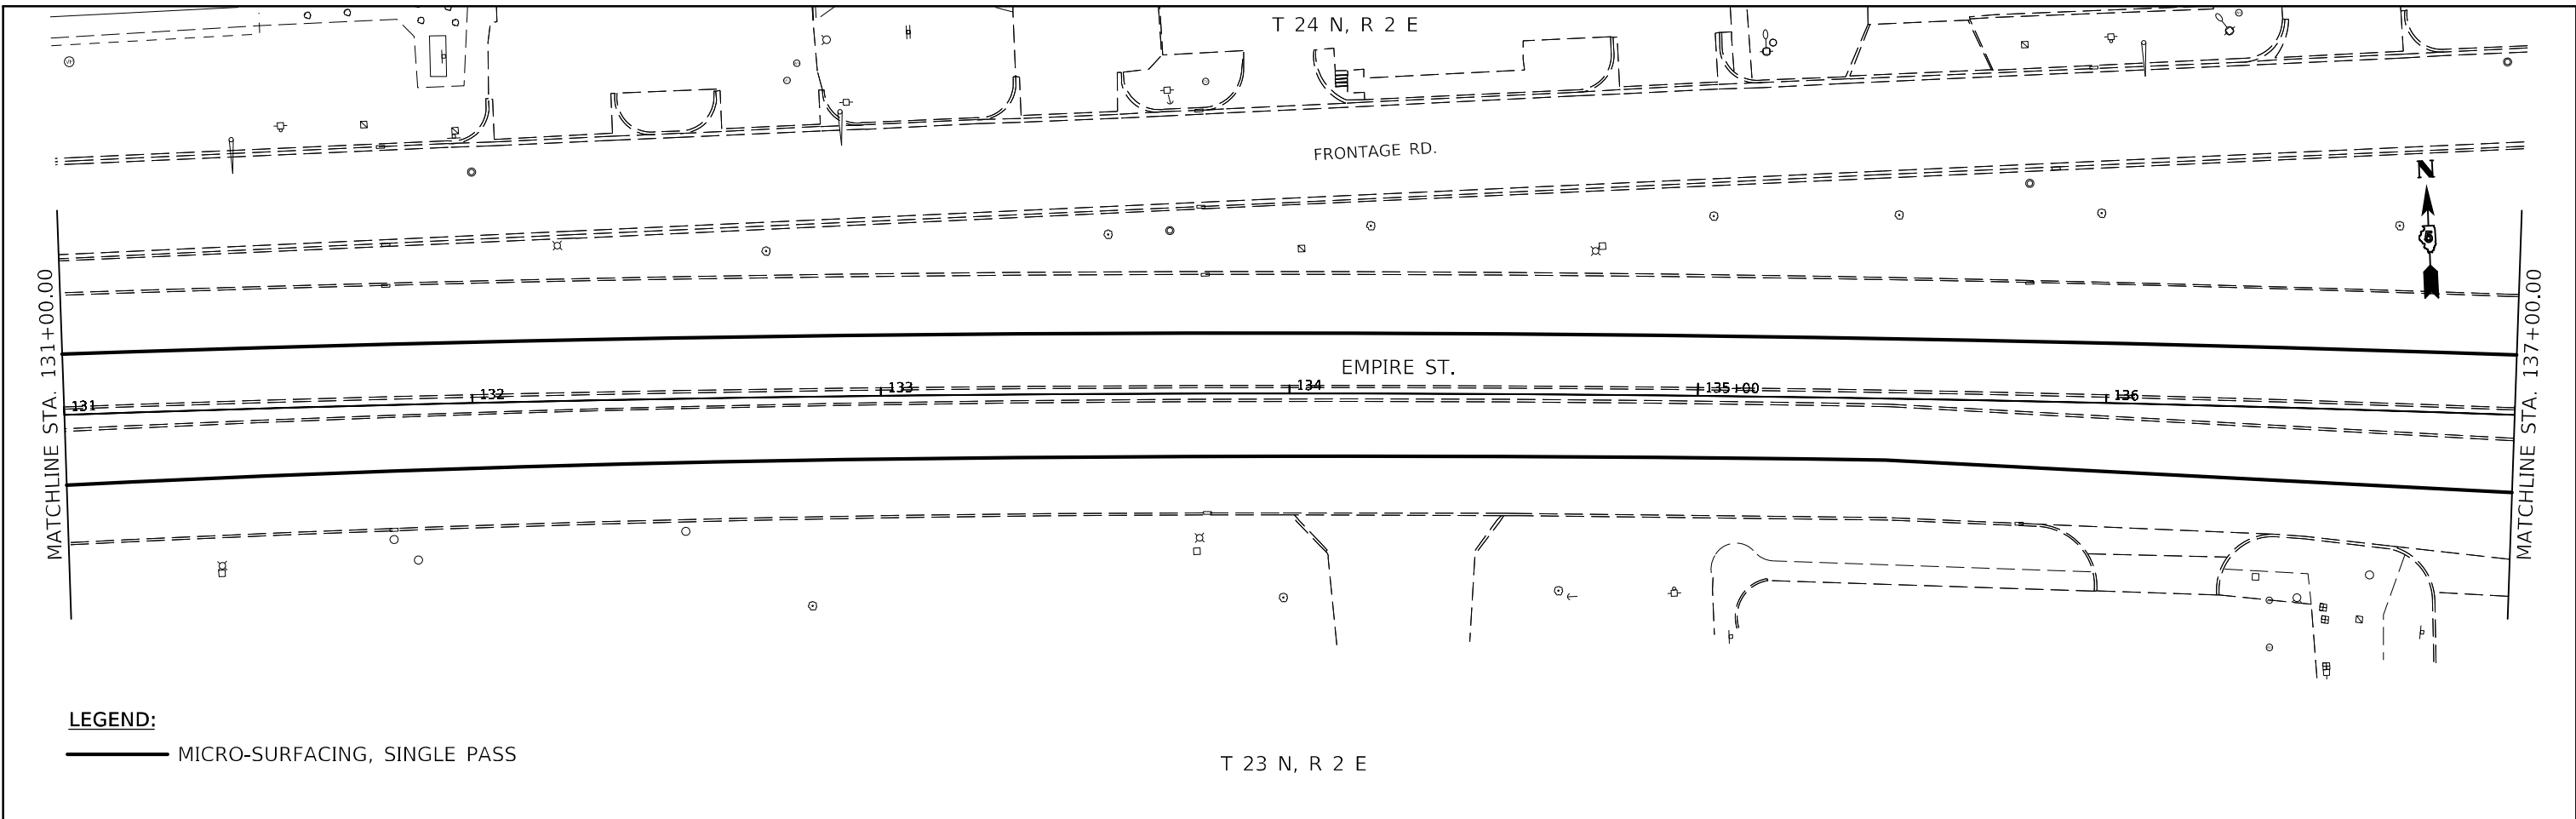 T 24 N, R 2 E
FRONTAGE RD.
N
MATCHLINE STA. 131+00.00
EMPIRE ST.
131
132
133
134
135+00
136
MATCHLINE STA. 137+00.00
LEGEND:
MICRO-SURFACING, SINGLE PASS
T 23 N, R 2 E